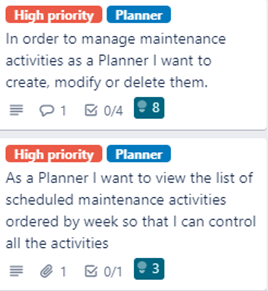 High priority Planner
In order to manage maintenance
activities as a Planner I want to
create, modify or delete them.
1 0/4 8
High priority Planner
As a Planner I want to view the list of
scheduled maintenance activities
ordered by week so that I can control
all the activities
1 0/1 3